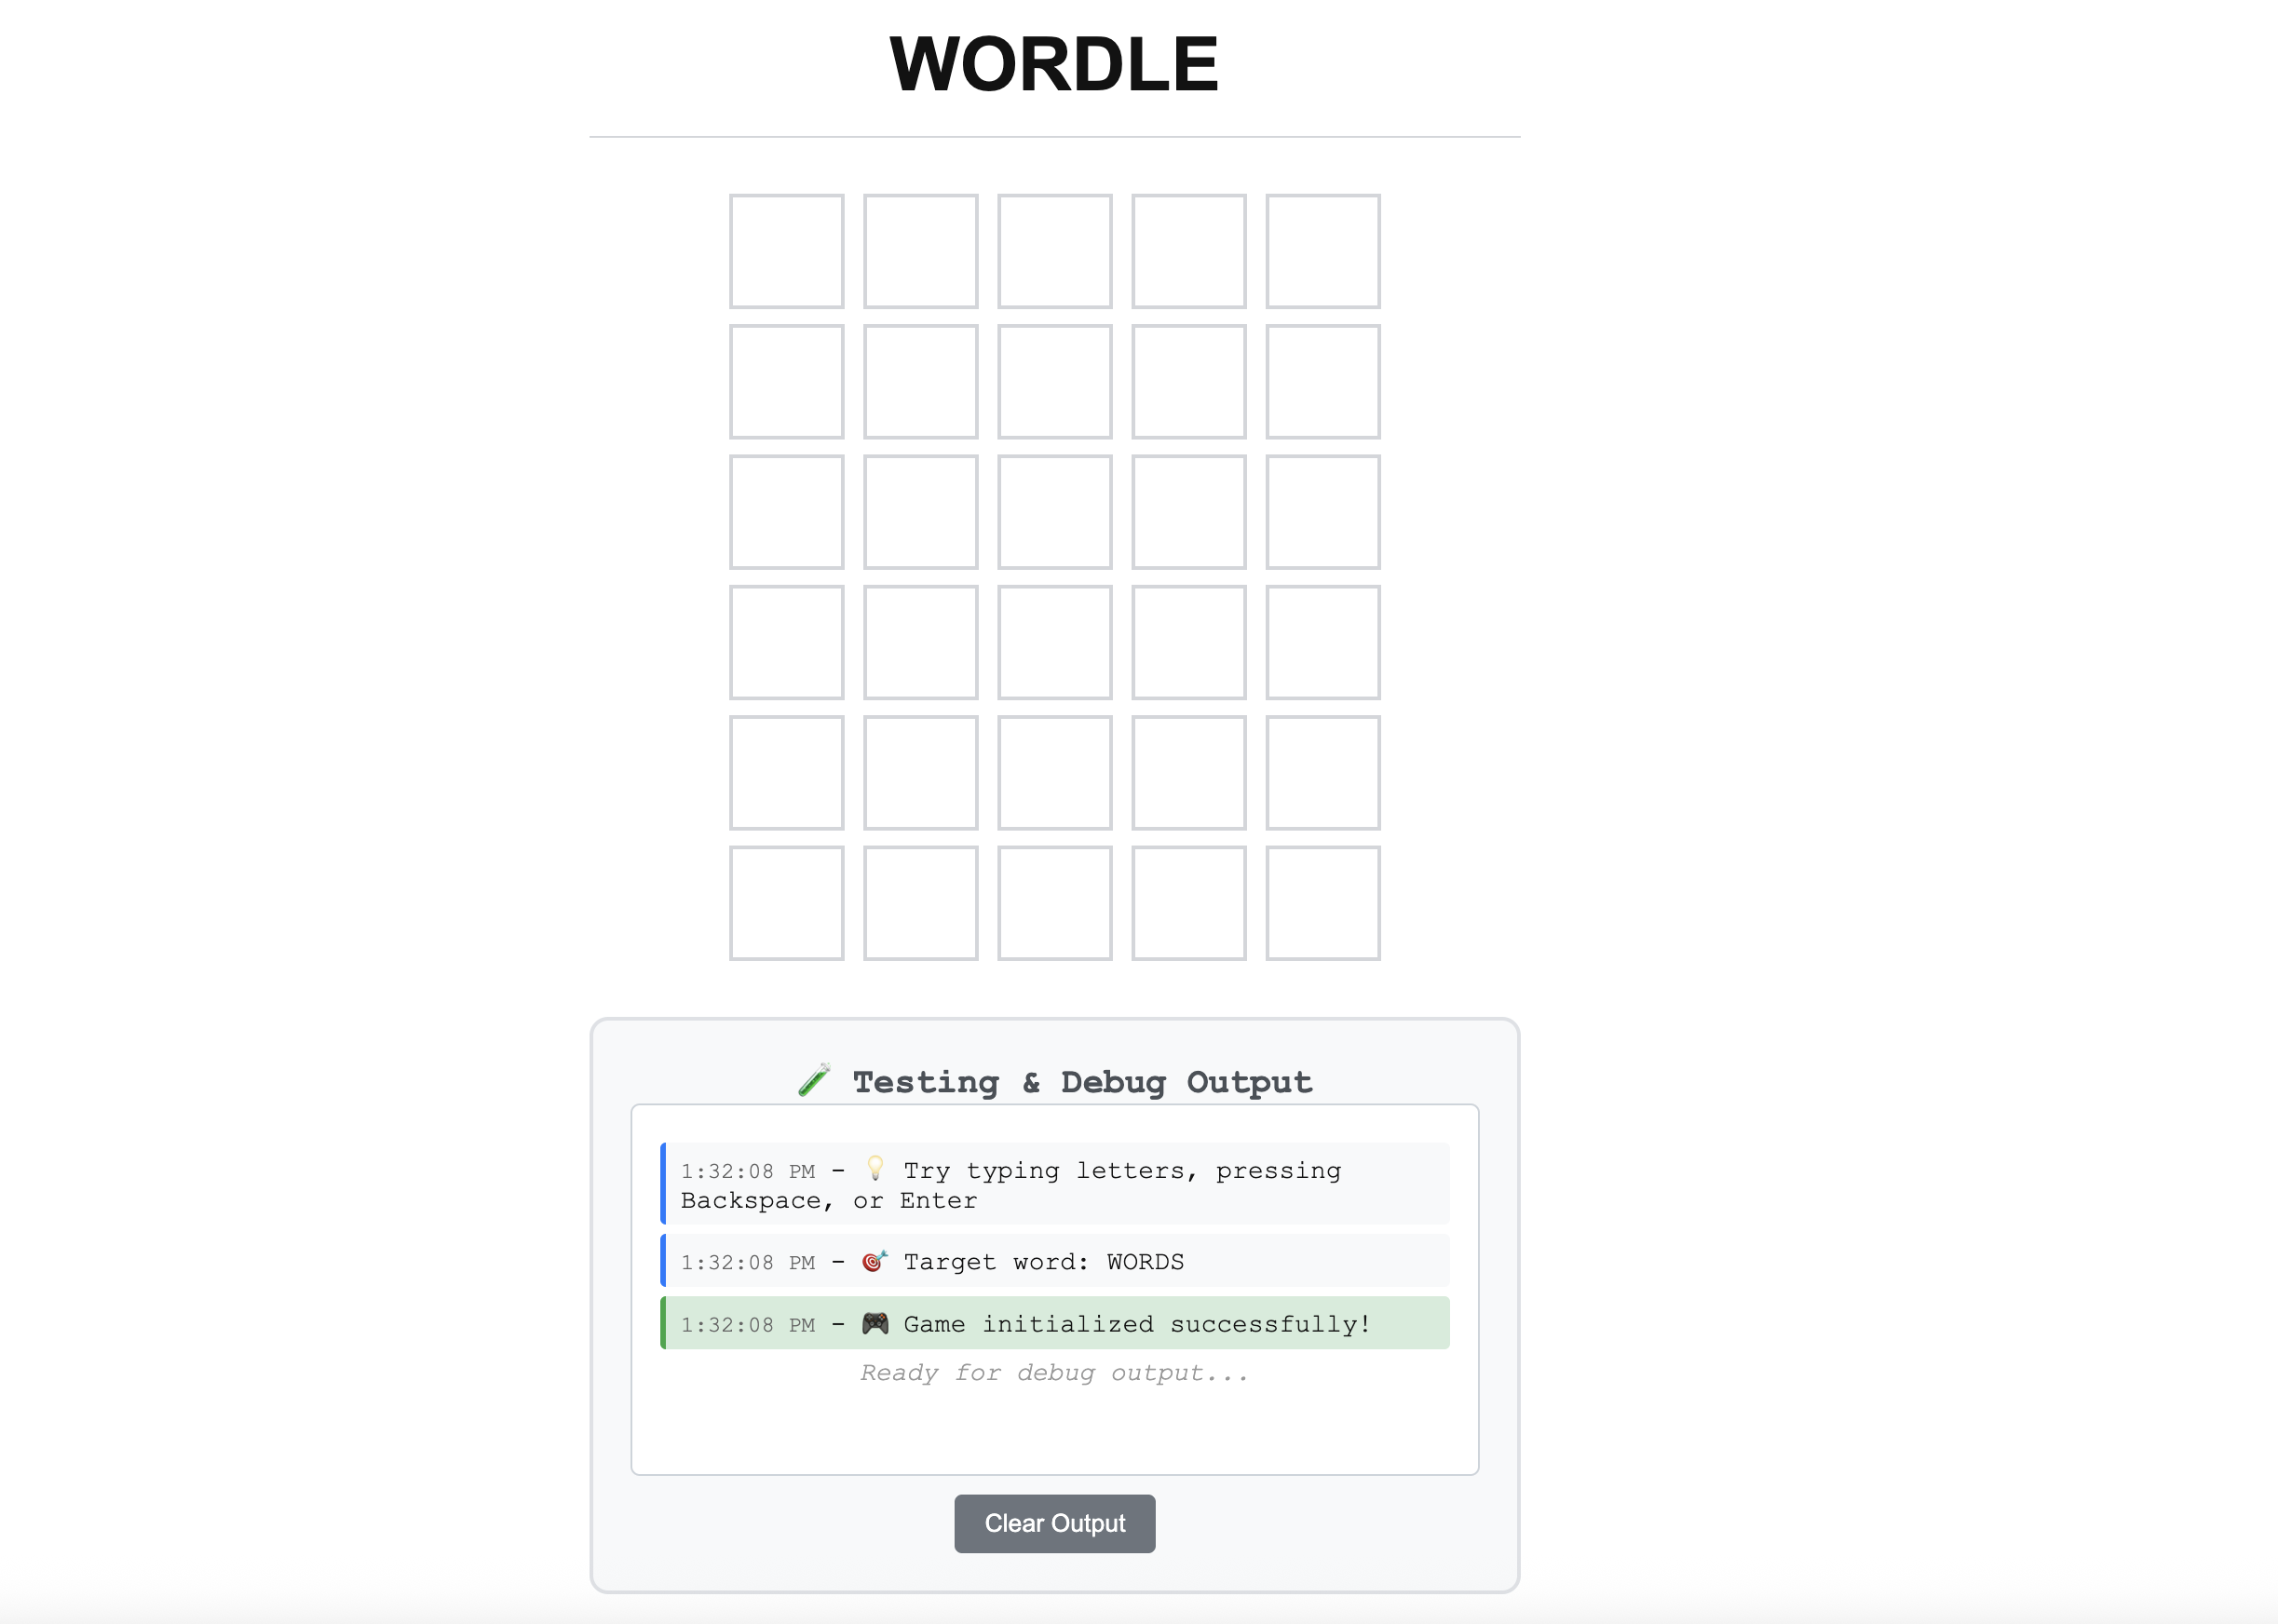 WORDLE
🧪 Testing & Debug Output
1:32:08 PM – 💡 Try typing letters, pressing
Backspace, or Enter
1:32:08 PM – 🎯 Target word: WORDS
1:32:08 PM – 🎮 Game initialized successfully!
Ready for debug output...
Clear Output